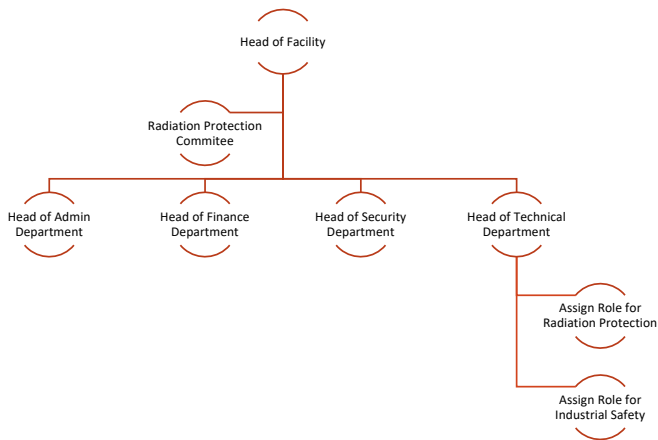 Head of Facility
Radiation Protection
Commitee
Head of Admin
Department
Head of Finance
Department
Head of Security
Department
Head of Technical
Department
Assign Role for
Radiation Protection
Assign Role for
Industrial Safety